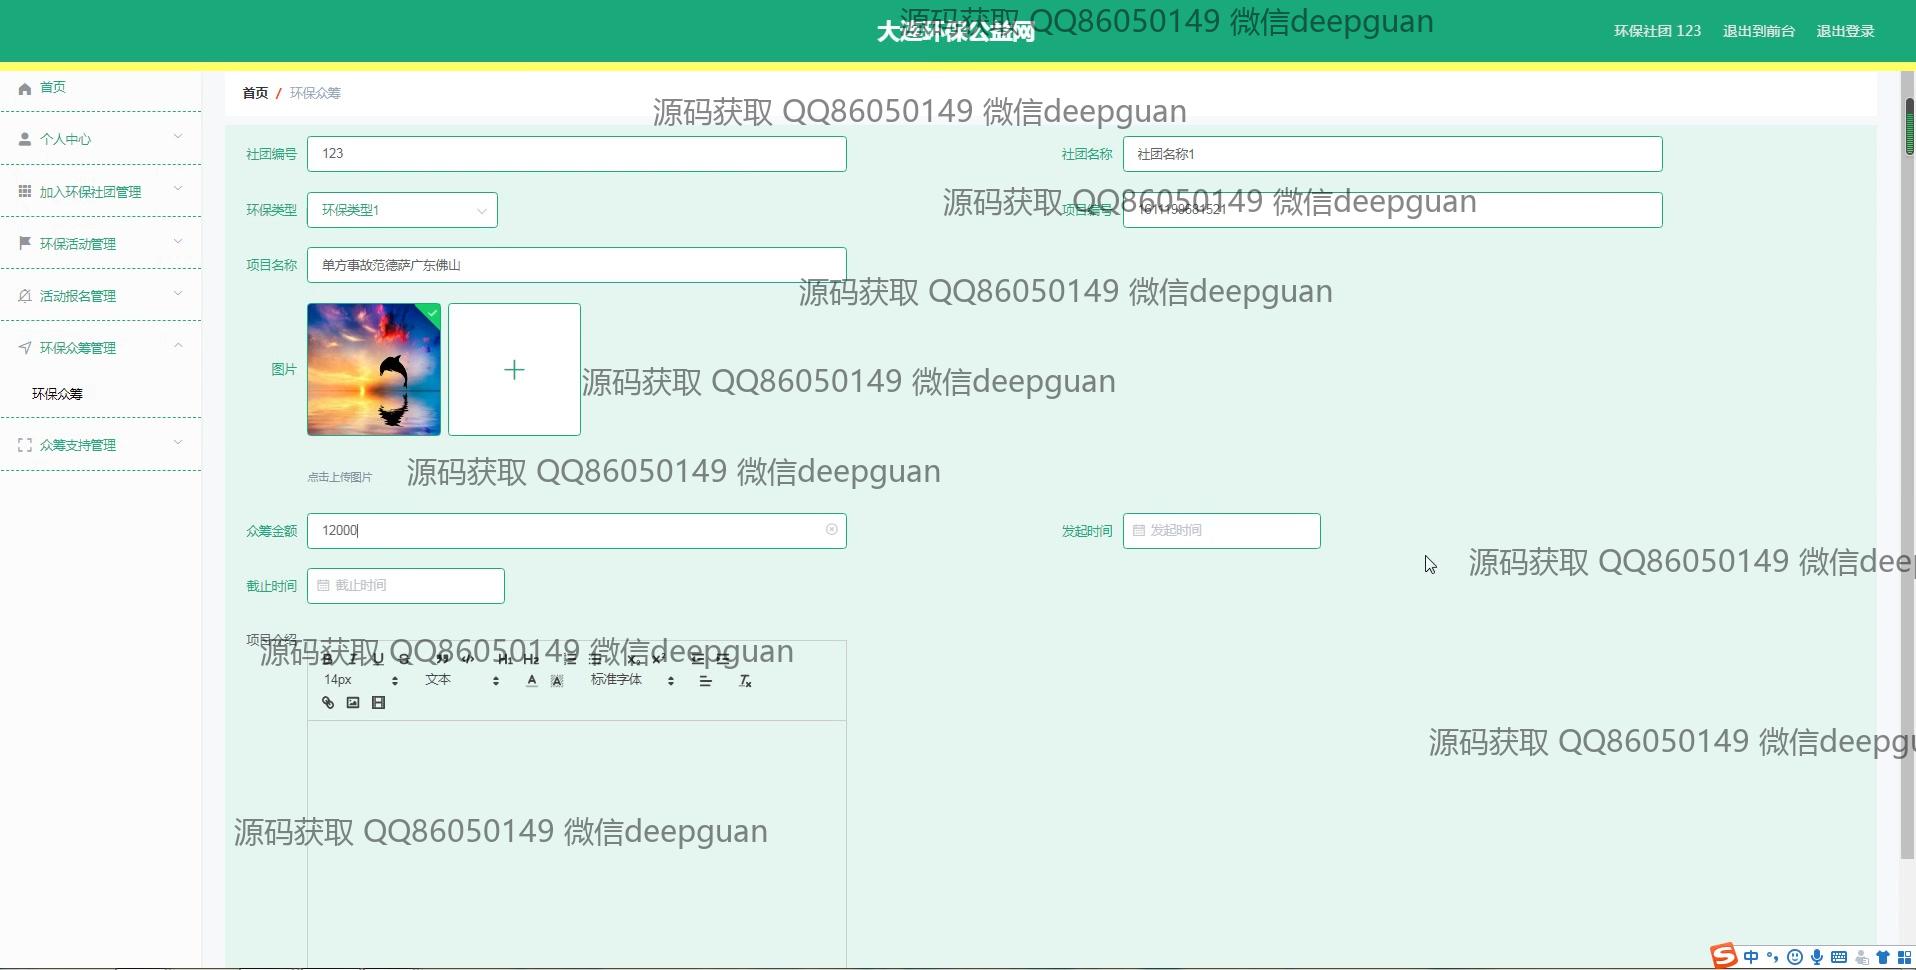 大连环保公益网
源码获取 QQ86050149 微信deepguan
环保社团 123
退出到前台
退出登录
首页
首页 / 环保众筹
源码获取 QQ86050149 微信deepguan
个人中心
社团编号 123
社团名称 社团名称1
加入环保社团管理
源码获取 QQ86050149 微信deepguan
环保类型 环保类型1
项目编号 1611199681521
环保活动管理
项目名称 单方事故范德萨广东佛山
活动报名管理
源码获取 QQ86050149 微信deepguan
环保众筹管理
图片
源码获取 QQ86050149 微信deepguan
环保众筹
众筹支持管理
点击上传图片
源码获取 QQ86050149 微信deepguan
众筹金额 12000
发起时间 发起时间
源码获取 QQ86050149 微信dee
截止时间 截止时间
项目介绍
源码获取 QQ86050149 微信deepguan
14px 文本 标准字体
源码获取 QQ86050149 微信deepgu
源码获取 QQ86050149 微信deepguan
中